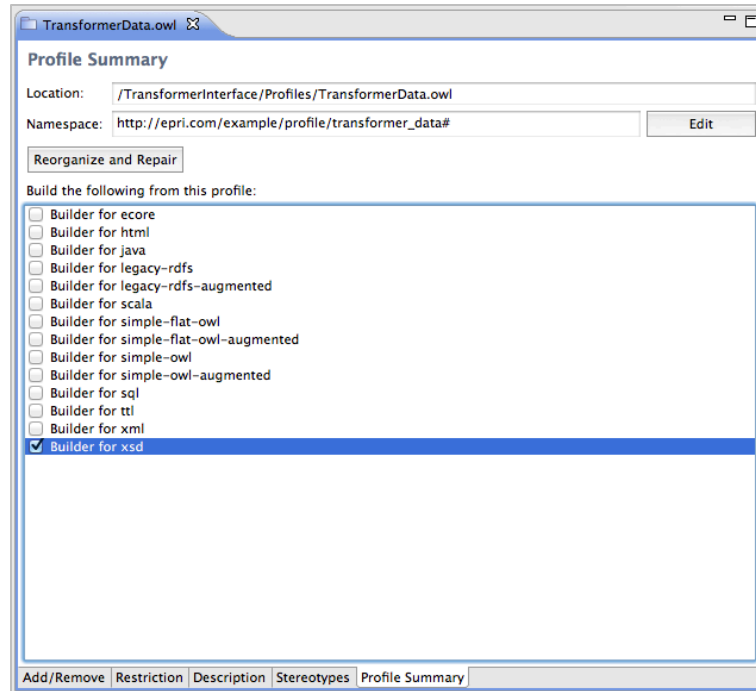 TransformerData.owl
Profile Summary
Location: /TransformerInterface/Profiles/TransformerData.owl
Namespace: http://epri.com/example/profile/transformer_data# Edit
Reorganize and Repair
Build the following from this profile:
Builder for ecore
Builder for html
Builder for java
Builder for legacy-rdfs
Builder for legacy-rdfs-augmented
Builder for scala
Builder for simple-flat-owl
Builder for simple-flat-owl-augmented
Builder for simple-owl
Builder for simple-owl-augmented
Builder for sql
Builder for ttl
Builder for xml
Builder for xsd
Add/Remove Restriction Description Stereotypes Profile Summary